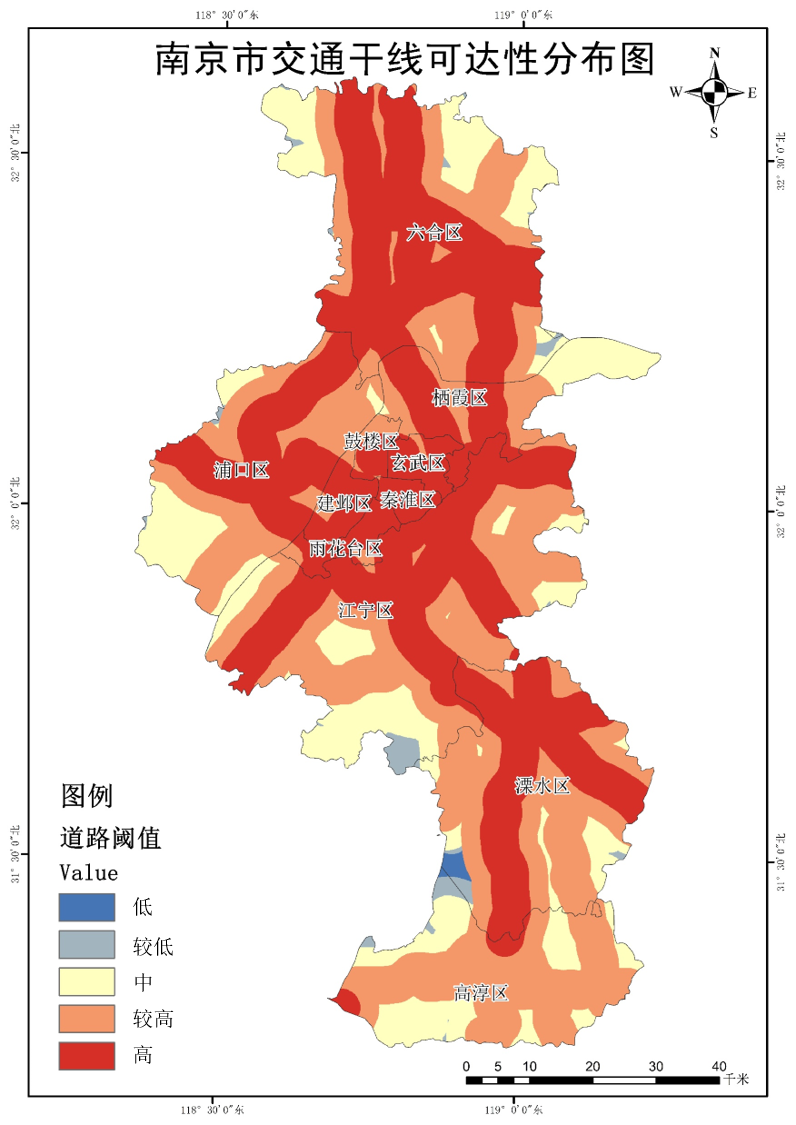 118° 30′0″东
119° 0′0″东
南京市交通干线可达性分布图
N
W
E
S
32° 30′0″北
32° 30′0″北
六合区
栖霞区
鼓楼区
玄武区
浦口区
建邺区
秦淮区
32° 0′0″北
32° 0′0″北
雨花台区
江宁区
溧水区
图例
道路阈值
Value
31° 30′0″北
31° 30′0″北
低
较低
中
较高
高
高淳区
0 5 10 20 30 40
千米
118° 30′0″东
119° 0′0″东